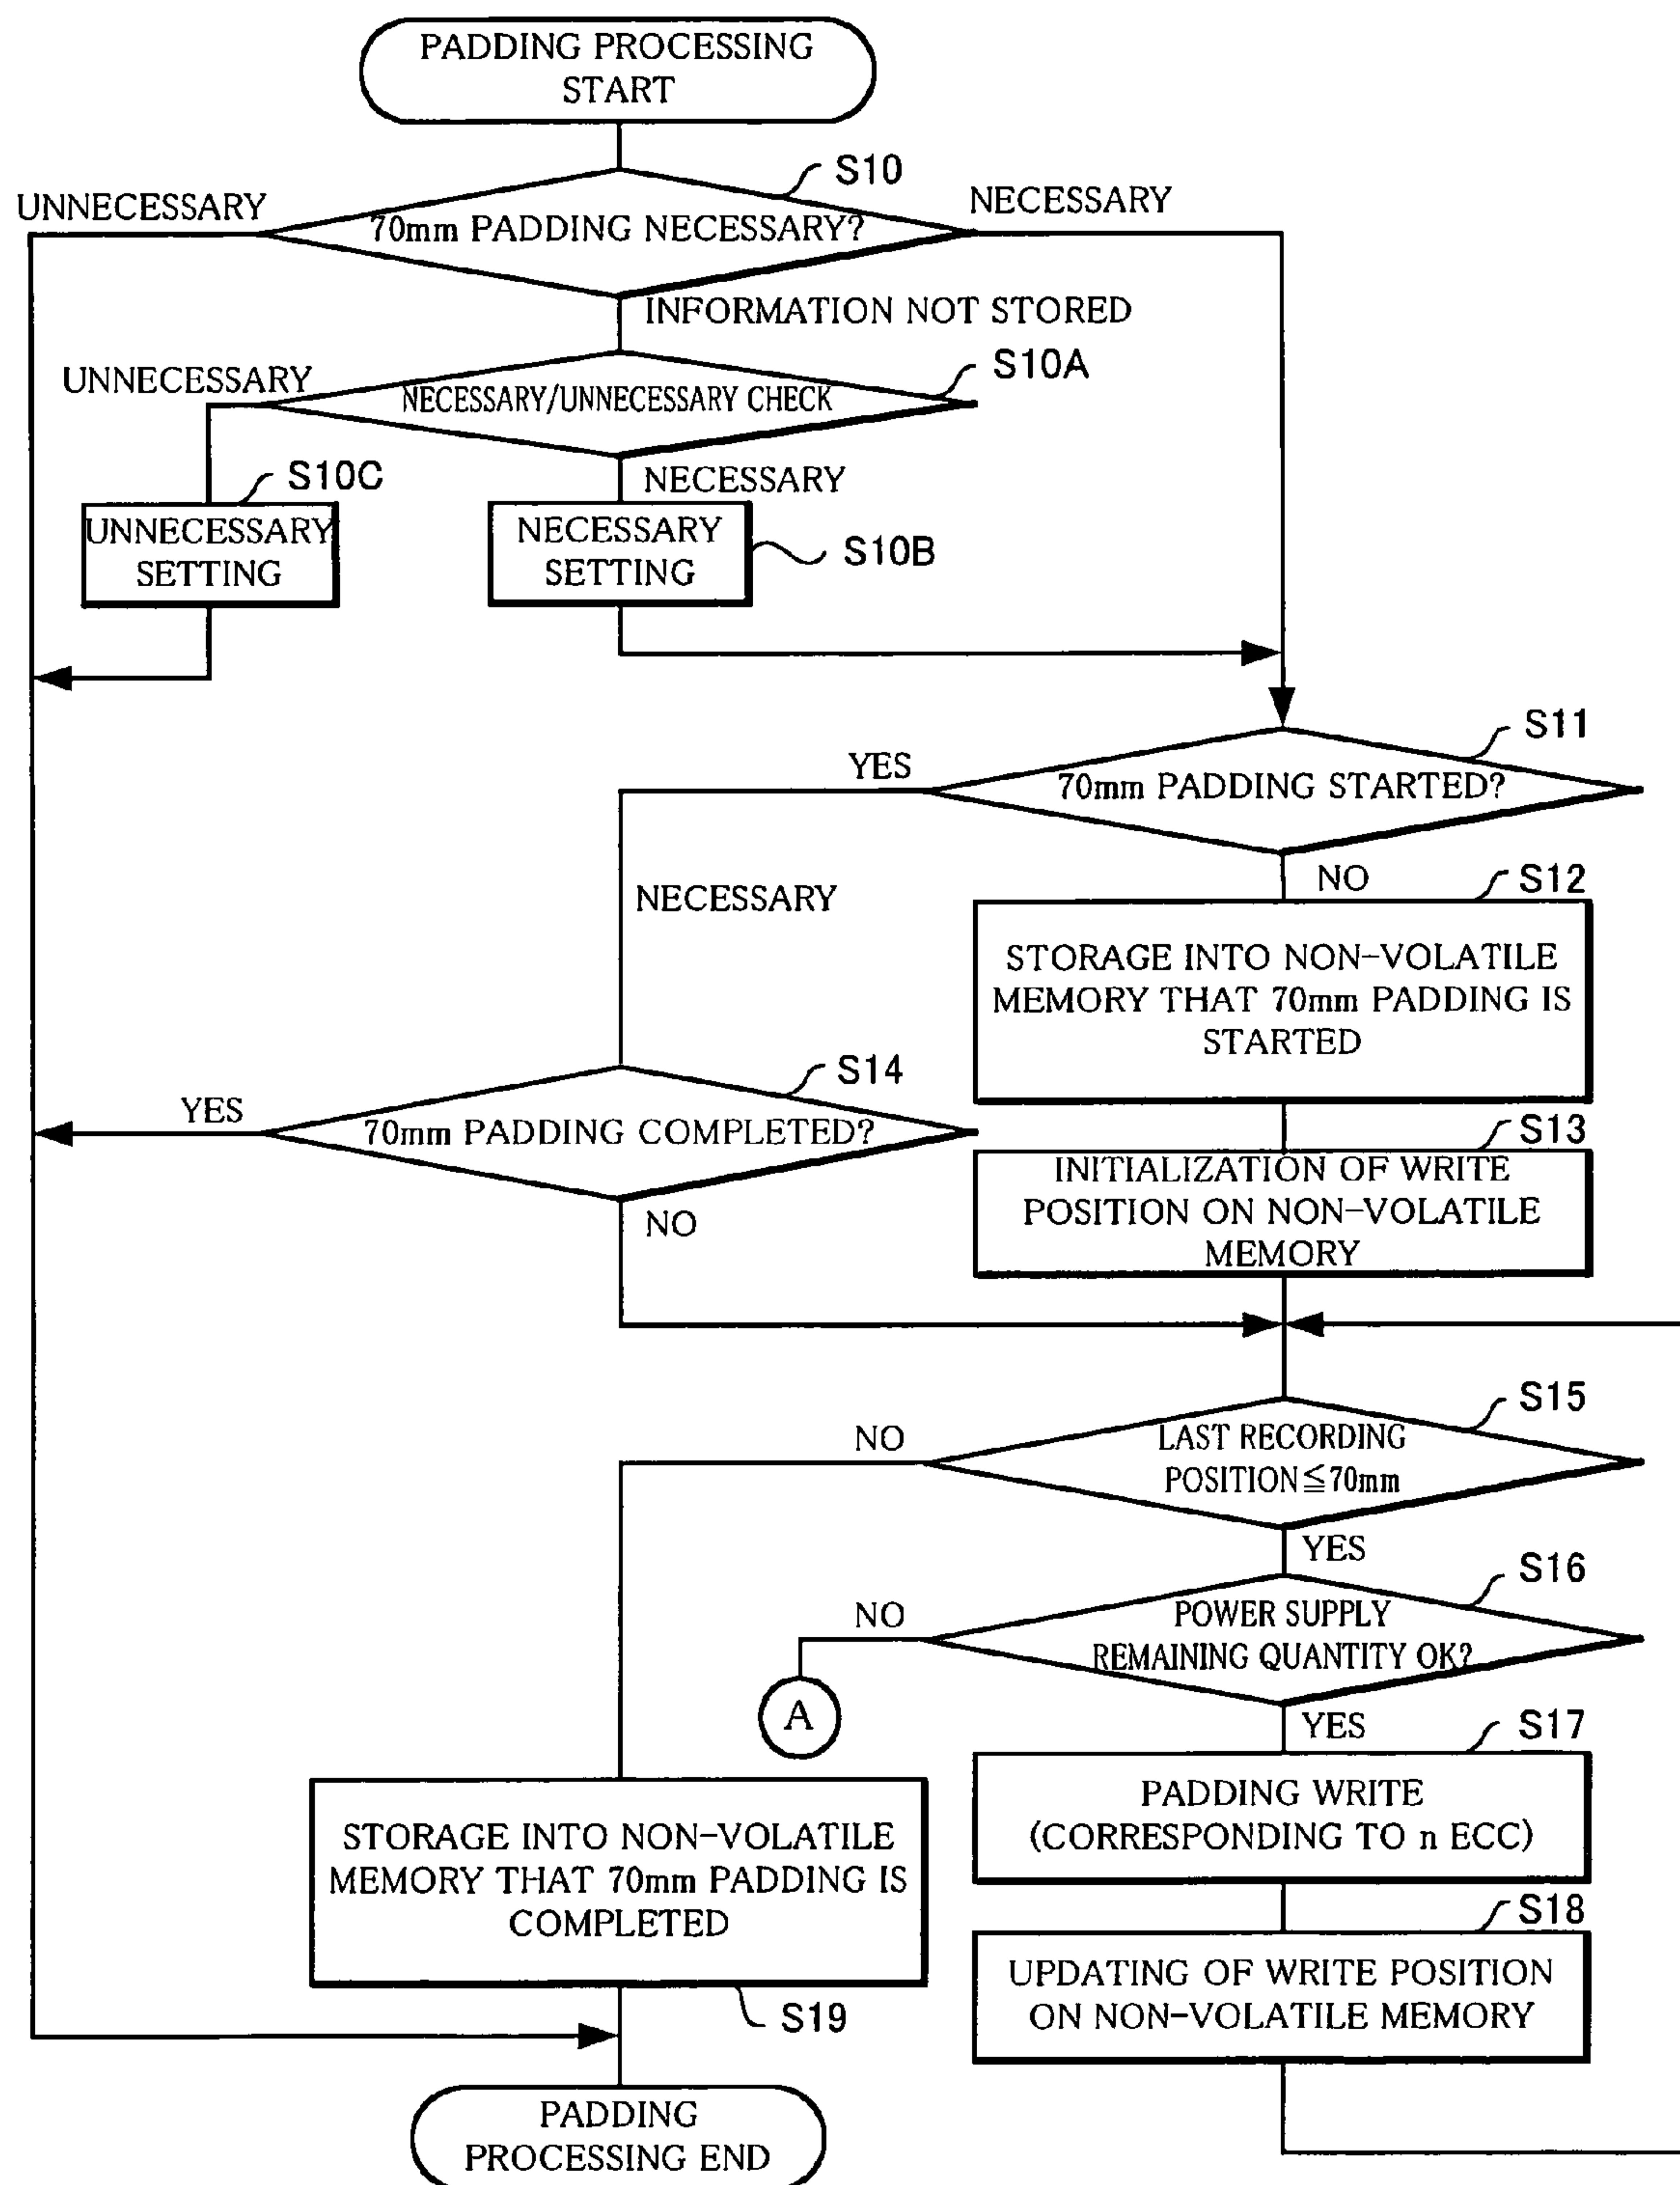 PADDING PROCESSING
START
S10
UNNECESSARY
NECESSARY
70mm PADDING NECESSARY?
INFORMATION NOT STORED
S10A
UNNECESSARY
NECESSARY/UNNECESSARY CHECK
S10C
NECESSARY
UNNECESSARY
SETTING
NECESSARY
SETTING
S10B
S11
YES
70mm PADDING STARTED?
NO
S12
NECESSARY
STORAGE INTO NON-VOLATILE
MEMORY THAT 70mm PADDING IS
STARTED
S14
YES
70mm PADDING COMPLETED?
NO
S13
INITIALIZATION OF WRITE
POSITION ON NON-VOLATILE
MEMORY
S15
NO
LAST RECORDING
POSITION≦70mm
YES
S16
NO
POWER SUPPLY
REMAINING QUANTITY OK?
A
YES
S17
PADDING WRITE
(CORRESPONDING TO n ECC)
STORAGE INTO NON-VOLATILE
MEMORY THAT 70mm PADDING IS
COMPLETED
S18
UPDATING OF WRITE POSITION
ON NON-VOLATILE MEMORY
S19
PADDING
PROCESSING END